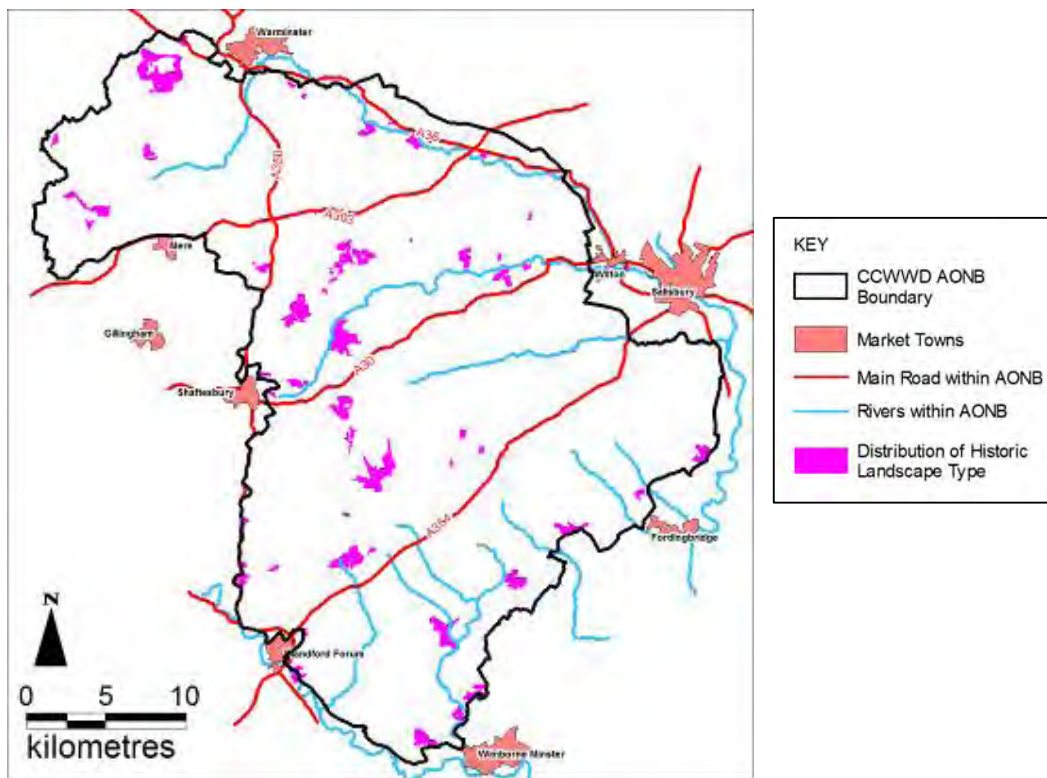 Warminster
A36
A350
A303
Mere
Wilton
Salisbury
Gillingham
A30
Shaftesbury
A354
Fordingbridge
N
Blandford Forum
0 5 10
kilometres
Wimborne Minster
KEY
CCWWD AONB
Boundary
Market Towns
Main Road within AONB
Rivers within AONB
Distribution of Historic
Landscape Type